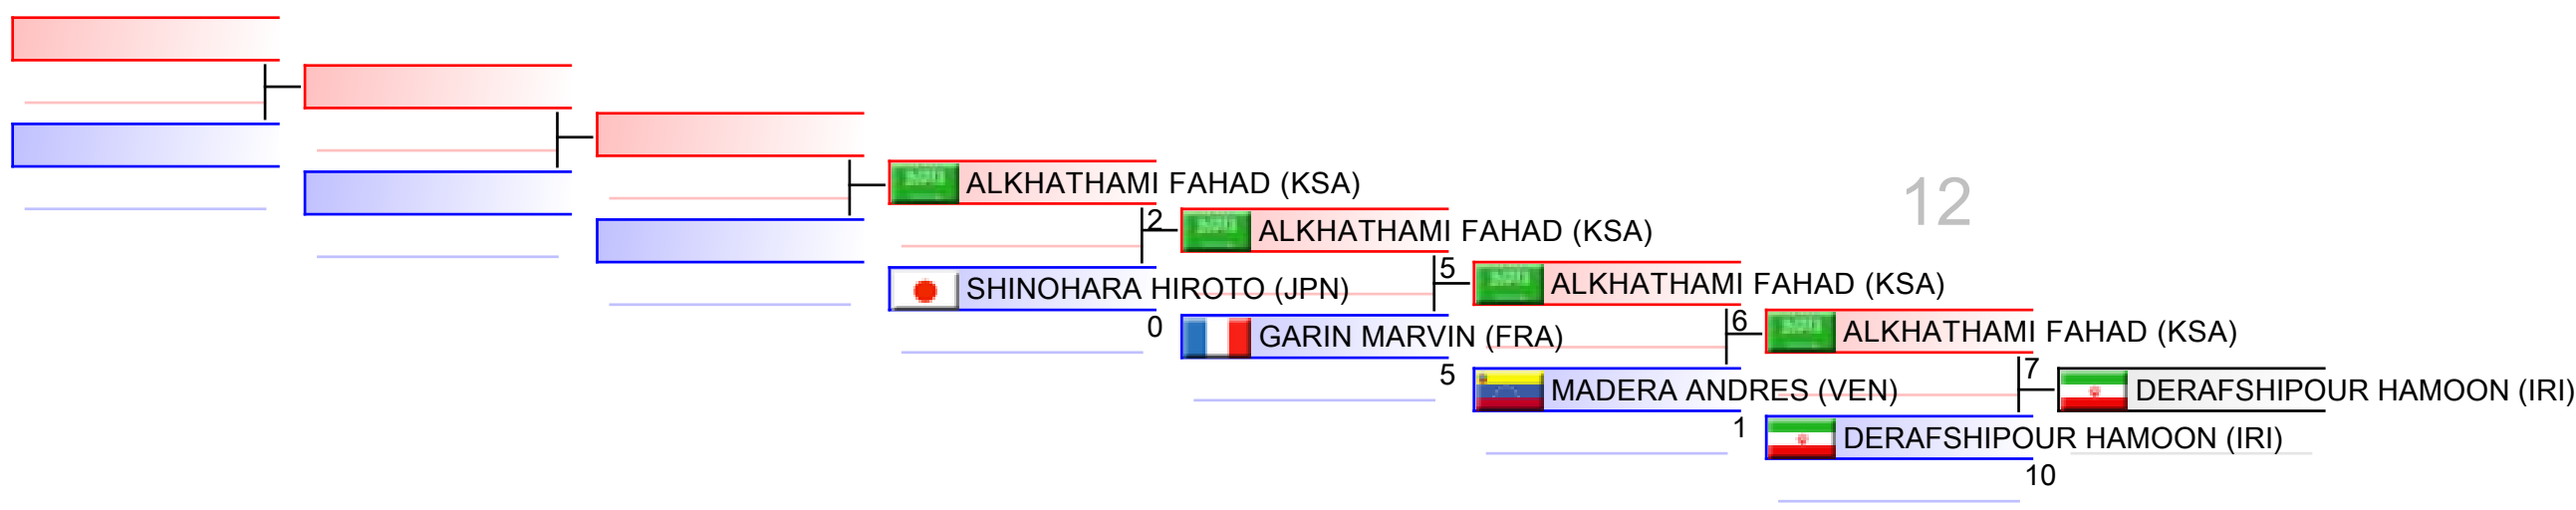 ALKHATHAMI FAHAD (KSA)
12
2
ALKHATHAMI FAHAD (KSA)
SHINOHARA HIROTO (JPN)
5
ALKHATHAMI FAHAD (KSA)
0
GARIN MARVIN (FRA)
6
ALKHATHAMI FAHAD (KSA)
5
MADERA ANDRES (VEN)
7
DERAFSHIPOUR HAMOON (IRI)
1
DERAFSHIPOUR HAMOON (IRI)
10